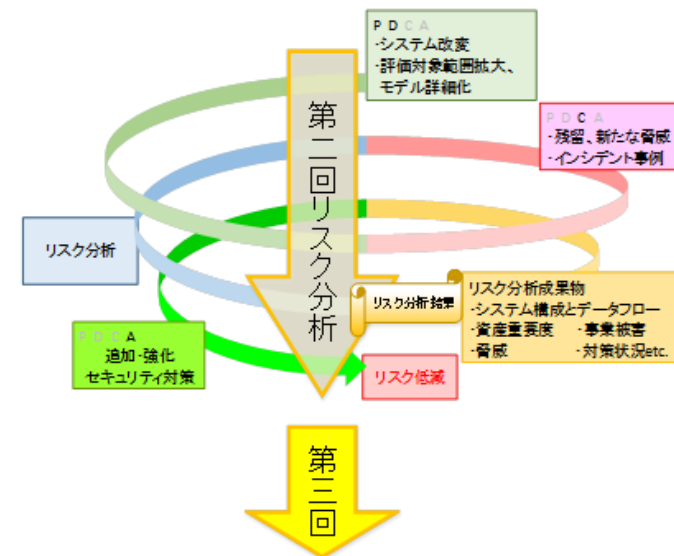 P D C A
・システム改変
・評価対象範囲拡大、
モデル詳細化
P D C A
・残留、新たな脅威
・インシデント事例
第二回リスク分析
リスク分析
リスク分析結果
リスク分析成果物
・システム構成とデータフロー
・資産重要度 ・事業被害
・脅威 ・対策状況etc.
P D C A
追加・強化
セキュリティ対策
リスク低減
第三回